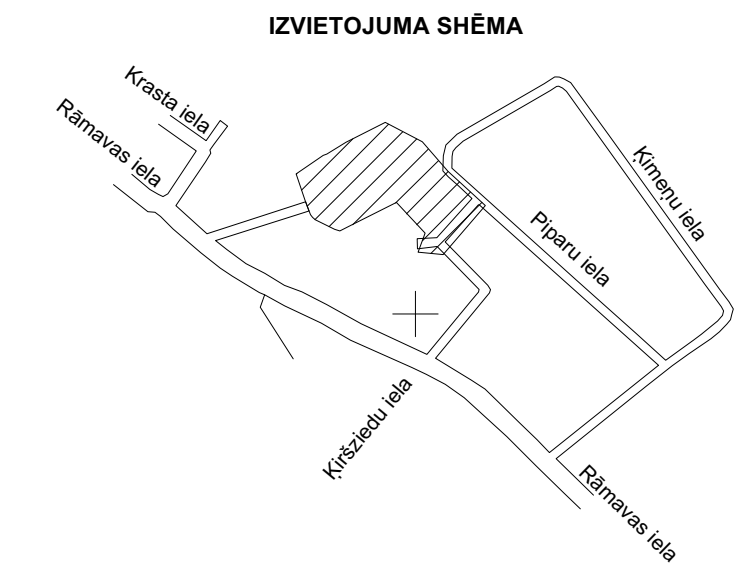 IZVIETOJUMA SHĒMA
Krasta iela
Rāmavas iela
Ķimeņu iela
Piparu iela
Ķiršziedu iela
Rāmavas iela